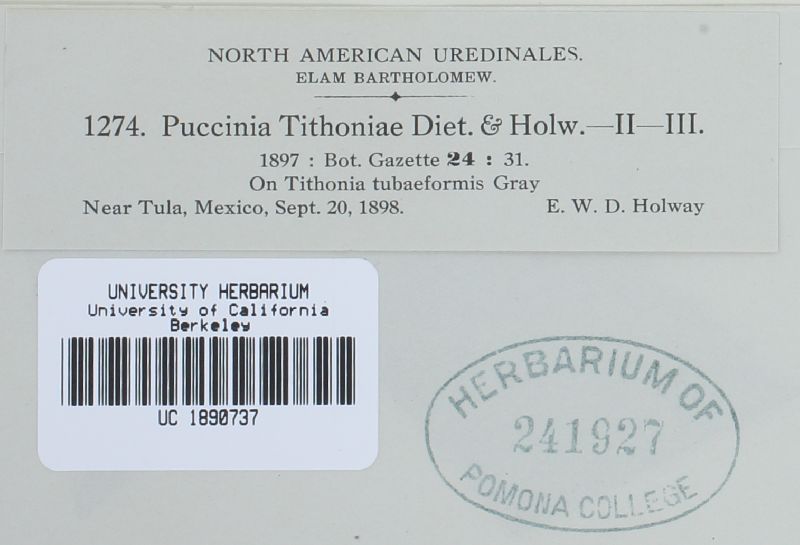 NORTH AMERICAN UREDINALES.
ELAM BARTHOLOMEW.
1274. Puccinia Tithoniae Diet. & Holw.—II—III.
1897 : Bot. Gazette 24 : 31.
On Tithonia tubaeformis Gray
Near Tula, Mexico, Sept. 20, 1898. E. W. D. Holway
UNIVERSITY HERBARIUM
University of California
Berkeley
UC 1890737
HERBARIUM OF
241927
POMONA COLLEGE